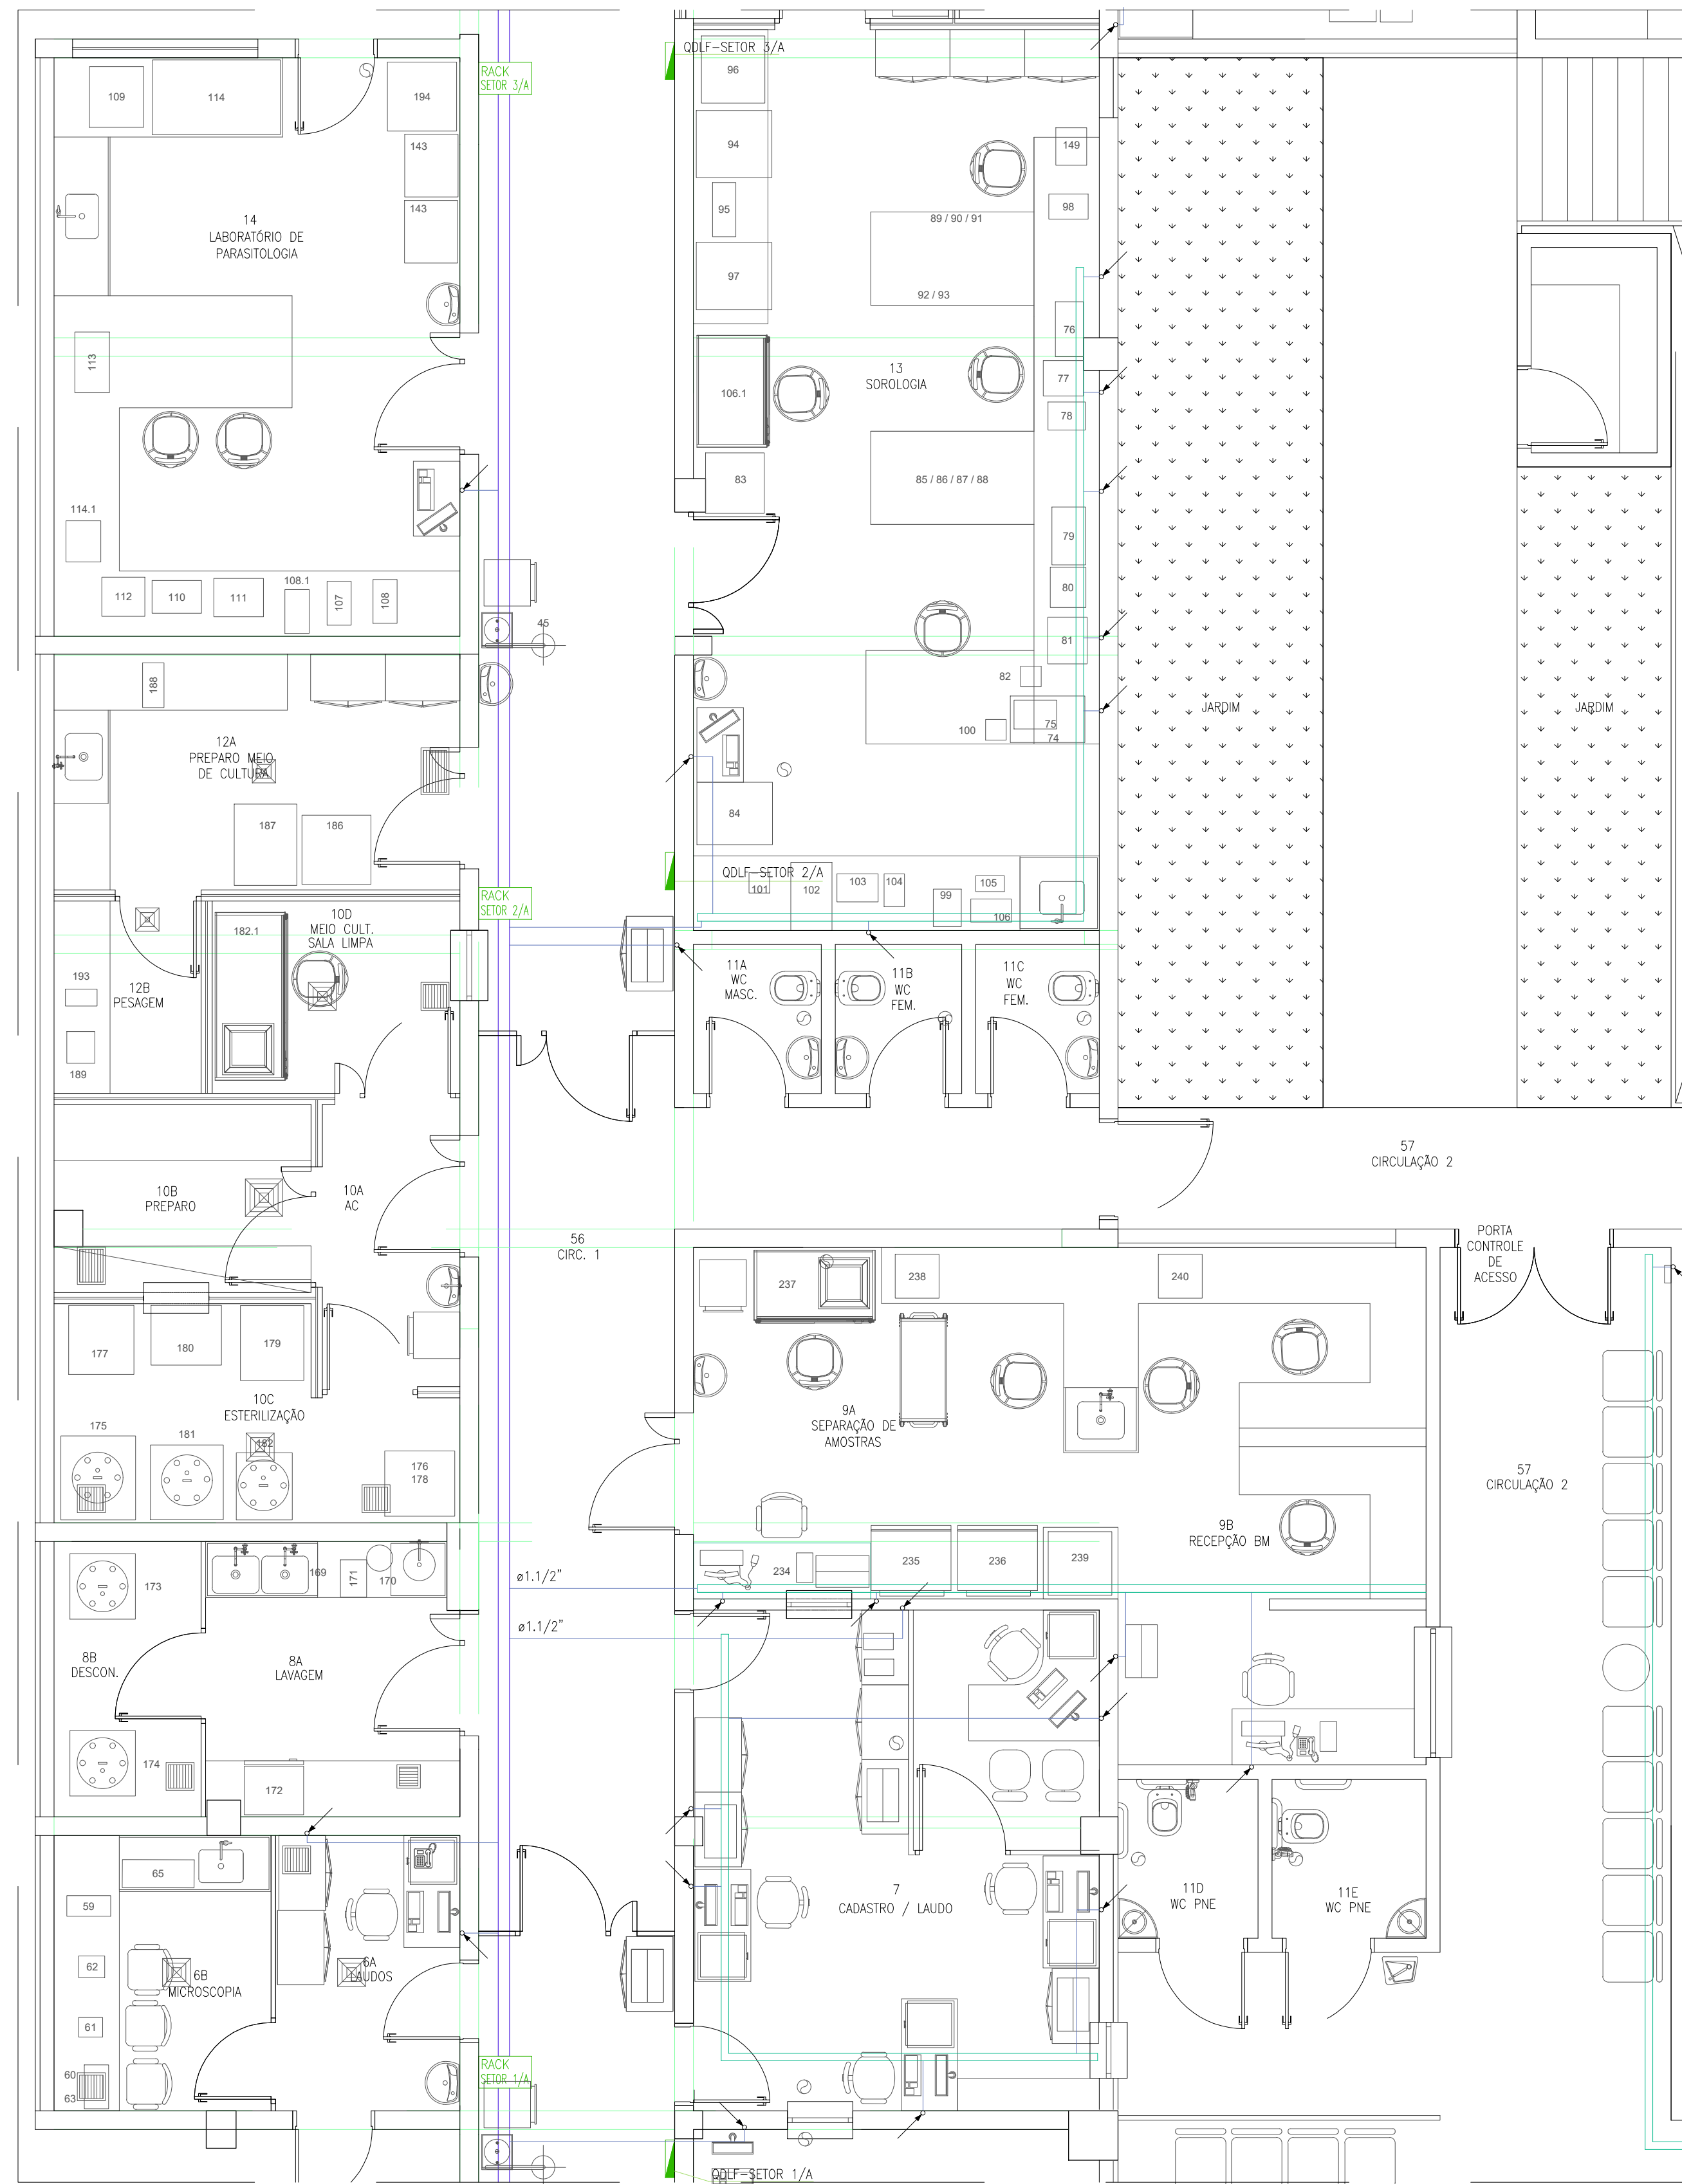 QDLF-SETOR 3/A
RACK
SETOR 3/A
109
114
194
143
143
14
LABORATÓRIO DE
PARASITOLOGIA
113
114.1
112
110
111
108.1
107
108
45
96
94
95
97
149
98
89 / 90 / 91
92 / 93
76
13
SOROLOGIA
77
78
106.1
83
85 / 86 / 87 / 88
79
80
81
82
100
75
74
JARDIM
JARDIM
188
12A
PREPARO MEIO
DE CULTURA
187
186
84
QDLF-SETOR 2/A
101
102
103
104
99
105
106
RACK
SETOR 2/A
10D
MEIO CULT.
SALA LIMPA
182.1
193
12B
PESAGEM
189
11A
WC
MASC.
11B
WC
FEM.
11C
WC
FEM.
57
CIRCULAÇÃO 2
10B
PREPARO
10A
AC
56
CIRC. 1
PORTA
CONTROLE
DE
ACESSO
237
238
240
177
180
179
10C
ESTERILIZAÇÃO
175
181
182
176
178
9A
SEPARAÇÃO DE
AMOSTRAS
57
CIRCULAÇÃO 2
9B
RECEPÇÃO BM
234
235
236
239
173
169
171
170
ø1.1/2"
ø1.1/2"
8B
DESCON.
8A
LAVAGEM
174
172
65
59
62
6B
MICROSCOPIA
61
60
63
6A
LAUDOS
7
CADASTRO / LAUDO
11D
WC PNE
11E
WC PNE
RACK
SETOR 1/A
QDLF-SETOR 1/A